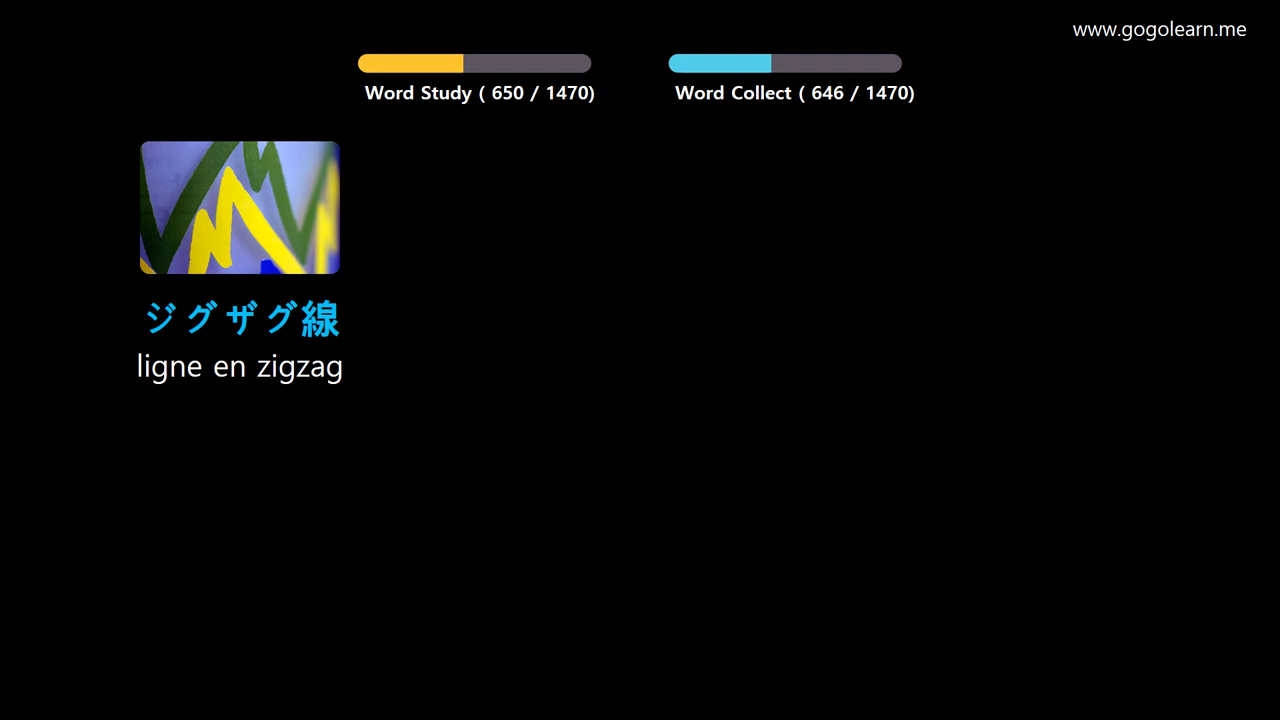 www.gogolearn.me
Word Study ( 650 / 1470)
Word Collect ( 646 / 1470)
ジグザグ線
ligne en zigzag